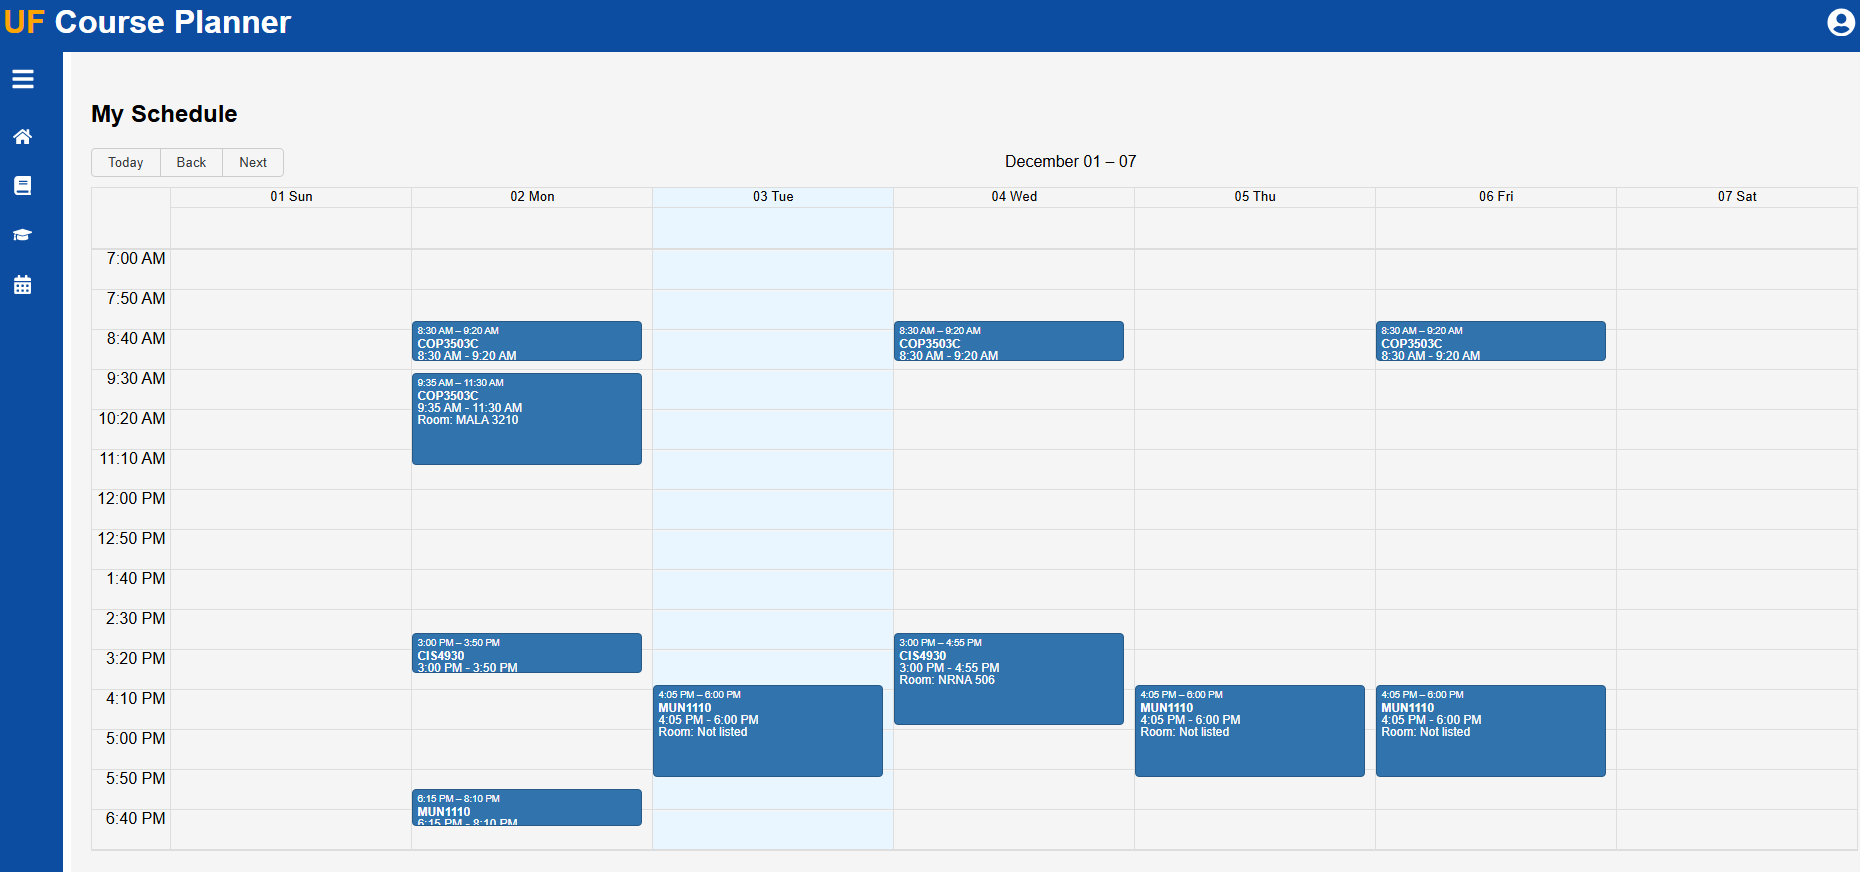 UF Course Planner
My Schedule
Today Back Next
December 01 – 07
01 Sun 02 Mon 03 Tue 04 Wed 05 Thu 06 Fri 07 Sat
7:00 AM
7:50 AM
8:40 AM
9:30 AM
10:20 AM
11:10 AM
12:00 PM
12:50 PM
1:40 PM
2:30 PM
3:20 PM
4:10 PM
5:00 PM
5:50 PM
6:40 PM
8:30 AM – 9:20 AM
COP3503C
8:30 AM - 9:20 AM
9:35 AM – 11:30 AM
COP3503C
9:35 AM - 11:30 AM
Room: MALA 3210
3:00 PM – 3:50 PM
CIS4930
3:00 PM - 3:50 PM
6:15 PM – 8:10 PM
MUN1110
6:15 PM - 8:10 PM
4:05 PM – 6:00 PM
MUN1110
4:05 PM - 6:00 PM
Room: Not listed
8:30 AM – 9:20 AM
COP3503C
8:30 AM - 9:20 AM
3:00 PM – 4:55 PM
CIS4930
3:00 PM - 4:55 PM
Room: NRNA 506
4:05 PM – 6:00 PM
MUN1110
4:05 PM - 6:00 PM
Room: Not listed
8:30 AM – 9:20 AM
COP3503C
8:30 AM - 9:20 AM
4:05 PM – 6:00 PM
MUN1110
4:05 PM - 6:00 PM
Room: Not listed